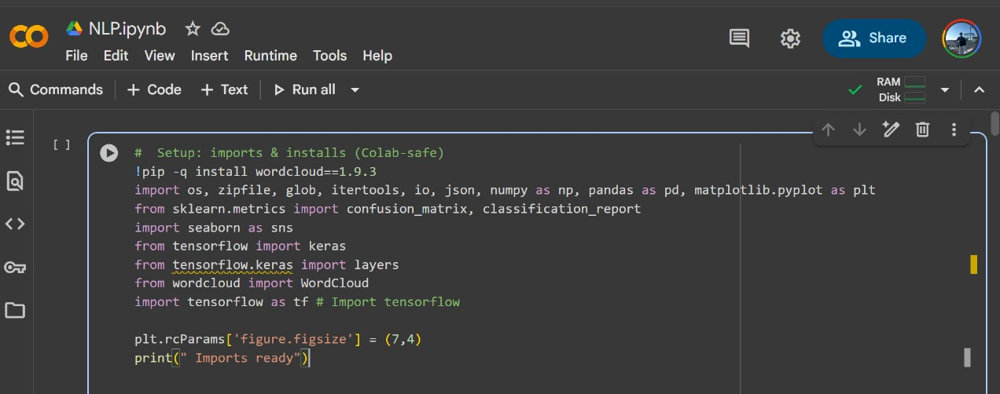 NLP.ipynb
File Edit View Insert Runtime Tools Help
Share
Commands + Code + Text Run all
RAM
Disk
[ ]
#  Setup: imports & installs (Colab-safe)
!pip -q install wordcloud==1.9.3
import os, zipfile, glob, itertools, io, json, numpy as np, pandas as pd, matplotlib.pyplot as plt
from sklearn.metrics import confusion_matrix, classification_report
import seaborn as sns
from tensorflow import keras
from tensorflow.keras import layers
from wordcloud import WordCloud
import tensorflow as tf # Import tensorflow
plt.rcParams['figure.figsize'] = (7,4)
print(" Imports ready")